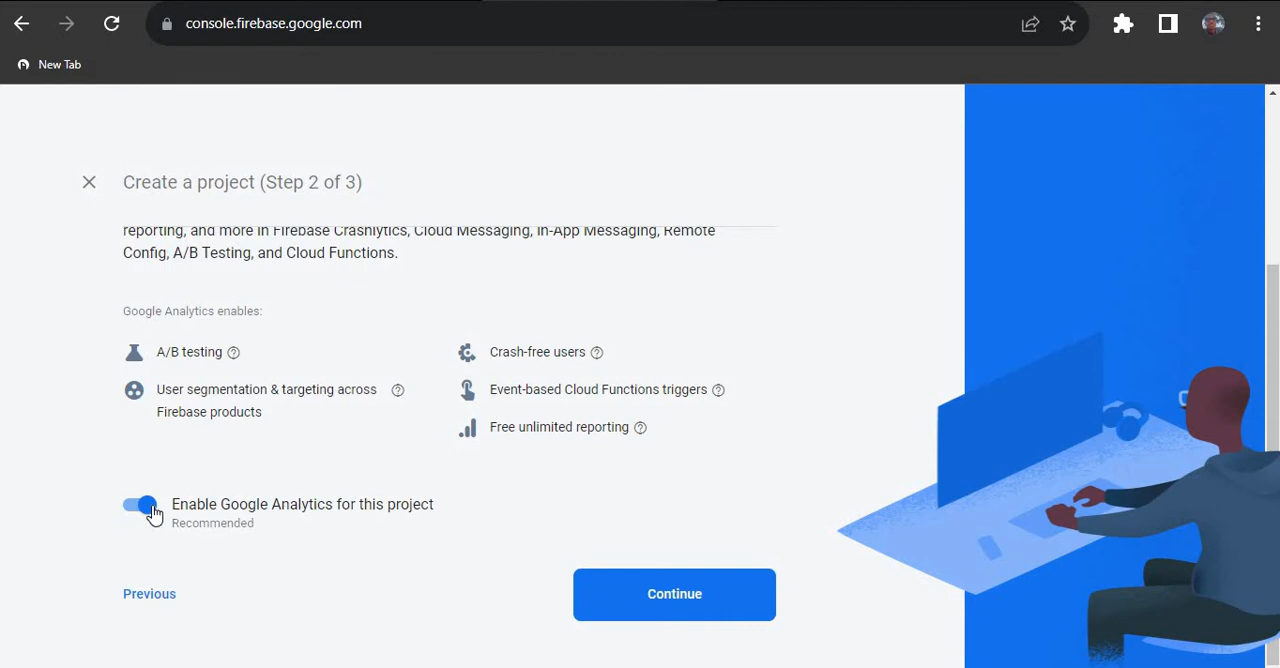 console.firebase.google.com
New Tab
Create a project (Step 2 of 3)
reporting, and more in Firebase Crashlytics, Cloud Messaging, In-App Messaging, Remote
Config, A/B Testing, and Cloud Functions.
Google Analytics enables:
A/B testing
Crash-free users
User segmentation & targeting across
Firebase products
Event-based Cloud Functions triggers
Free unlimited reporting
Enable Google Analytics for this project
Recommended
Previous
Continue